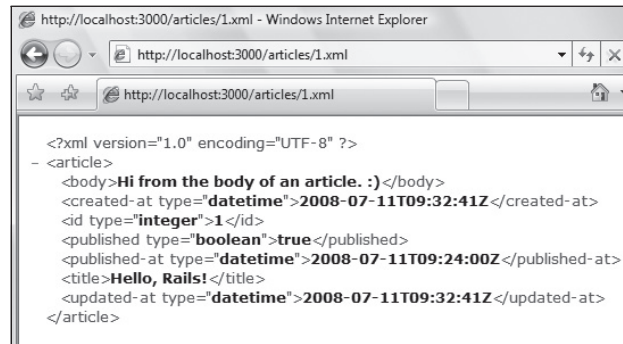 http://localhost:3000/articles/1.xml - Windows Internet Explorer
http://localhost:3000/articles/1.xml
http://localhost:3000/articles/1.xml
<?xml version="1.0" encoding="UTF-8" ?>
- <article>
<body>Hi from the body of an article. :)</body>
<created-at type="datetime">2008-07-11T09:32:41Z</created-at>
<id type="integer">1</id>
<published type="boolean">true</published>
<published-at type="datetime">2008-07-11T09:24:00Z</published-at>
<title>Hello, Rails!</title>
<updated-at type="datetime">2008-07-11T09:32:41Z</updated-at>
</article>